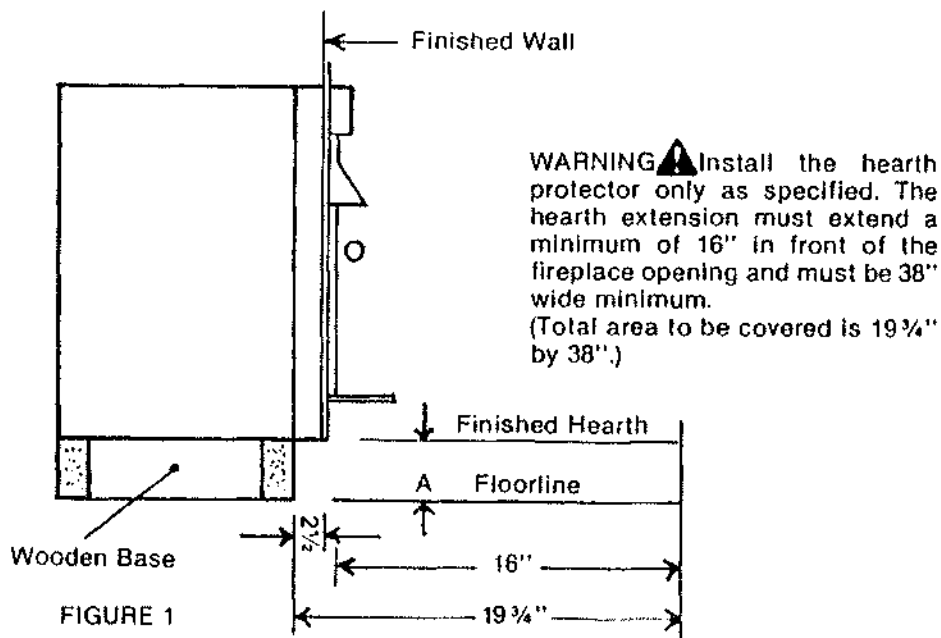 Finished Wall
WARNING Install the hearth
protector only as specified. The
hearth extension must extend a
minimum of 16" in front of the
fireplace opening and must be 38"
wide minimum.
(Total area to be covered is 19¾"
by 38".)
Finished Hearth
A Floorline
2½
Wooden Base
16"
FIGURE 1
19¾"